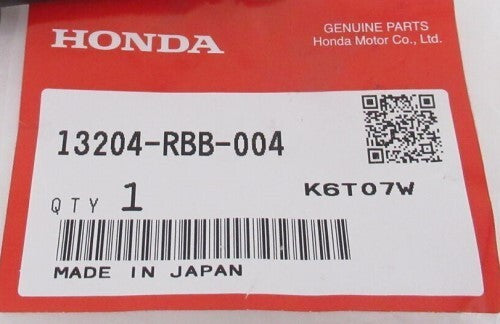 HONDA
GENUINE PARTS
Honda Motor Co., Ltd.
13204-RBB-004
QTY 1
K6T07W
MADE IN JAPAN